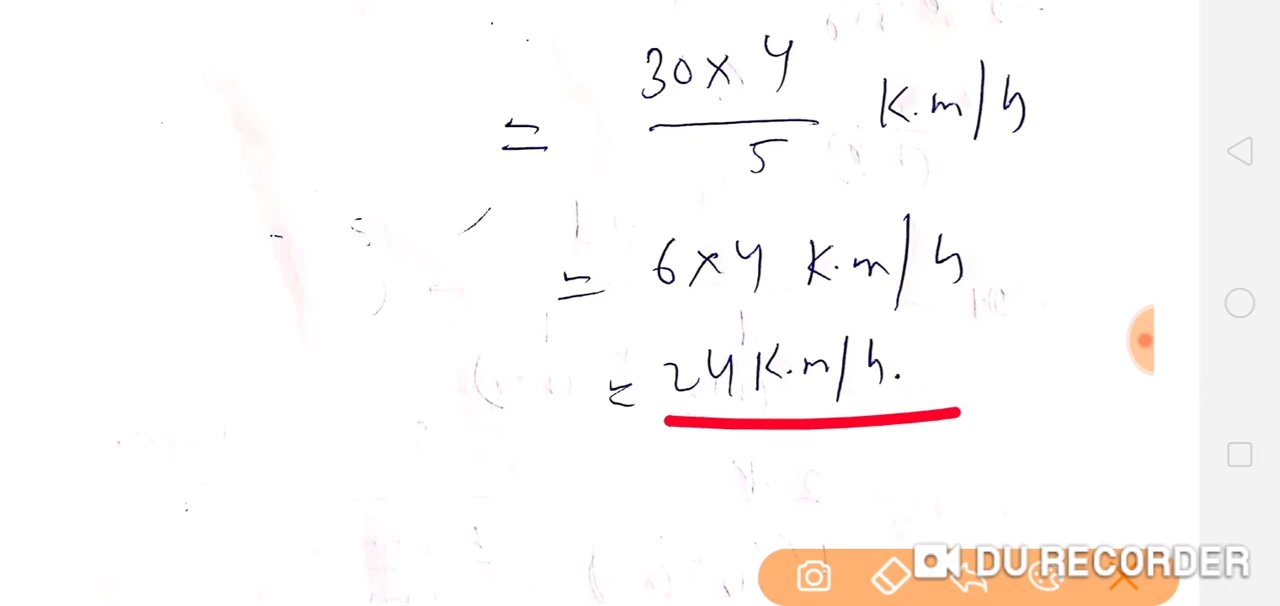 = 30 × 4 / 5 K.m/h
= 6 × 4 K.m/h
= 24 K.m/h.
DU RECORDER